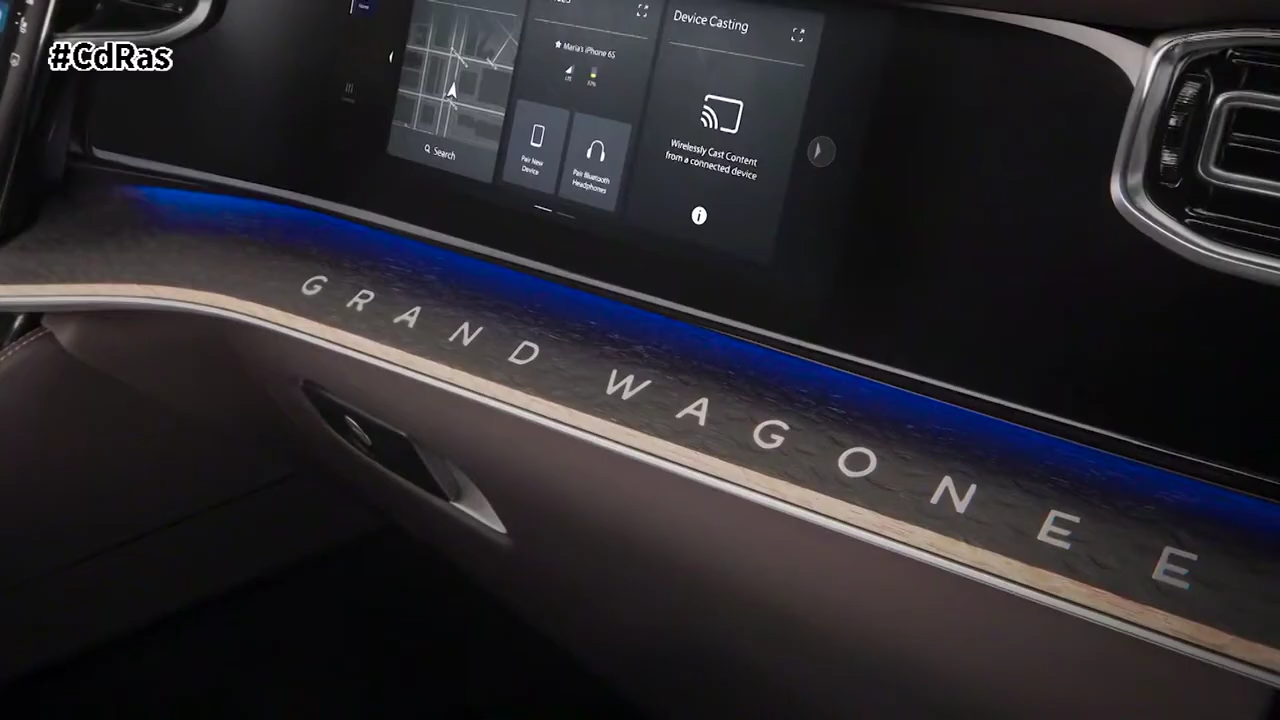 #CdRas
Device Casting
Maria's iPhone 6S
LTE
Search
Pair New
Device
Pair Bluetooth
Headphones
Wirelessly Cast Content
from a connected device
GRAND WAGONEER